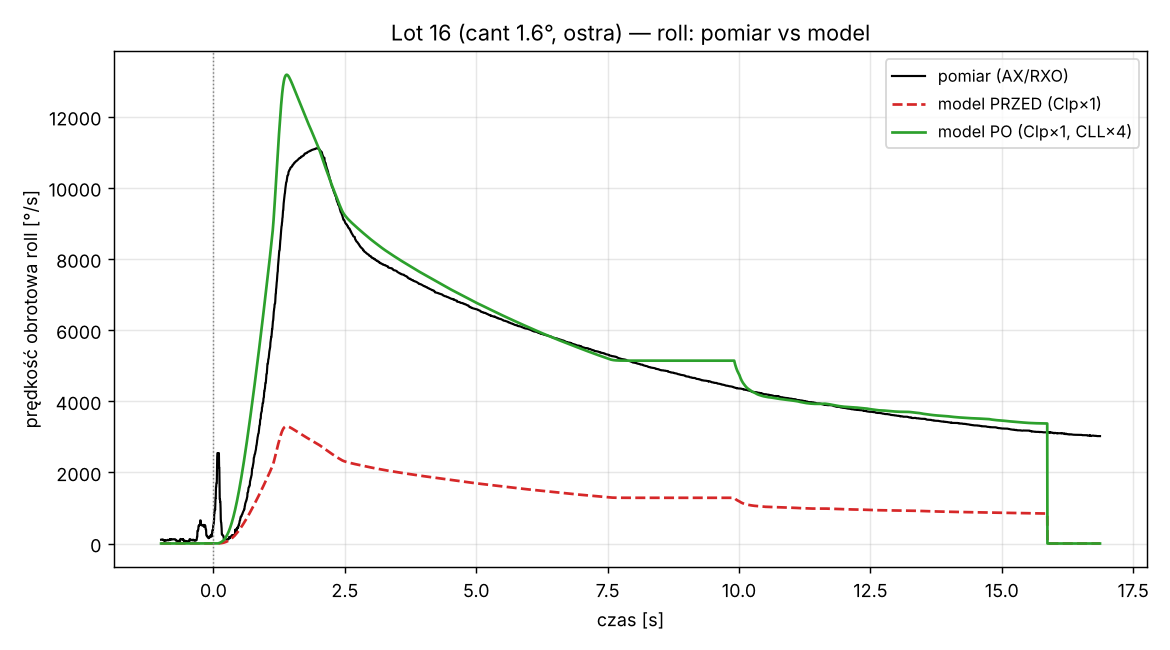 Lot 16 (cant 1.6°, ostra) — roll: pomiar vs model
pomiar (AX/RXO)
model PRZED (Clp×1)
model PO (Clp×1, CLL×4)
prędkość obrotowa roll [°/s]
12000
10000
8000
6000
4000
2000
0
0.0 2.5 5.0 7.5 10.0 12.5 15.0 17.5
czas [s]